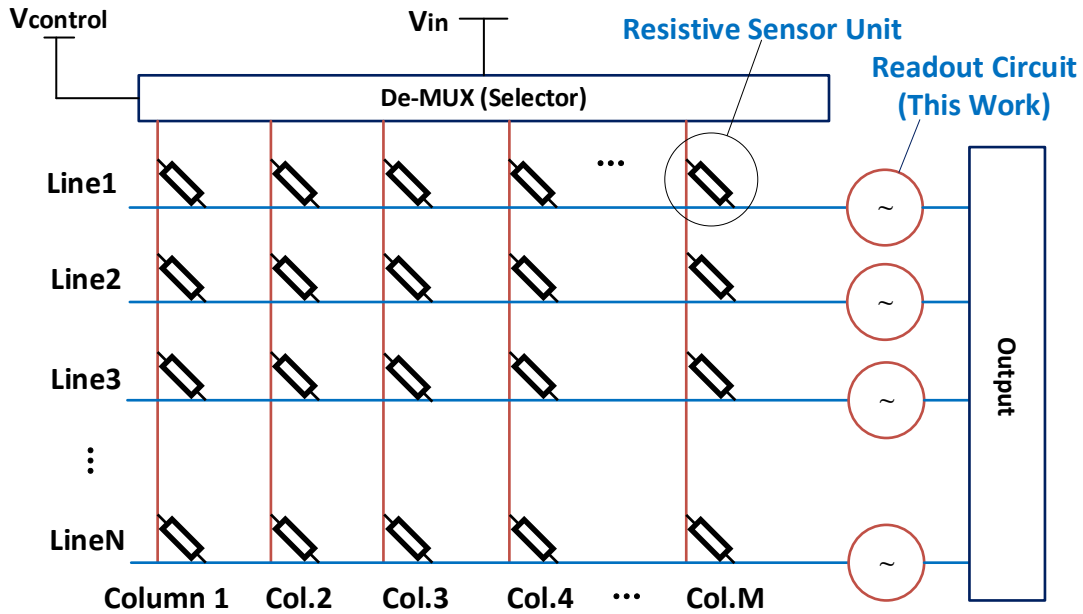 Vcontrol
Vin
Resistive Sensor Unit
Readout Circuit
(This Work)
De-MUX (Selector)
Line1
...
~
Line2
~
Line3
~
...
LineN
~
Output
Column 1 Col.2 Col.3 Col.4 ... Col.M